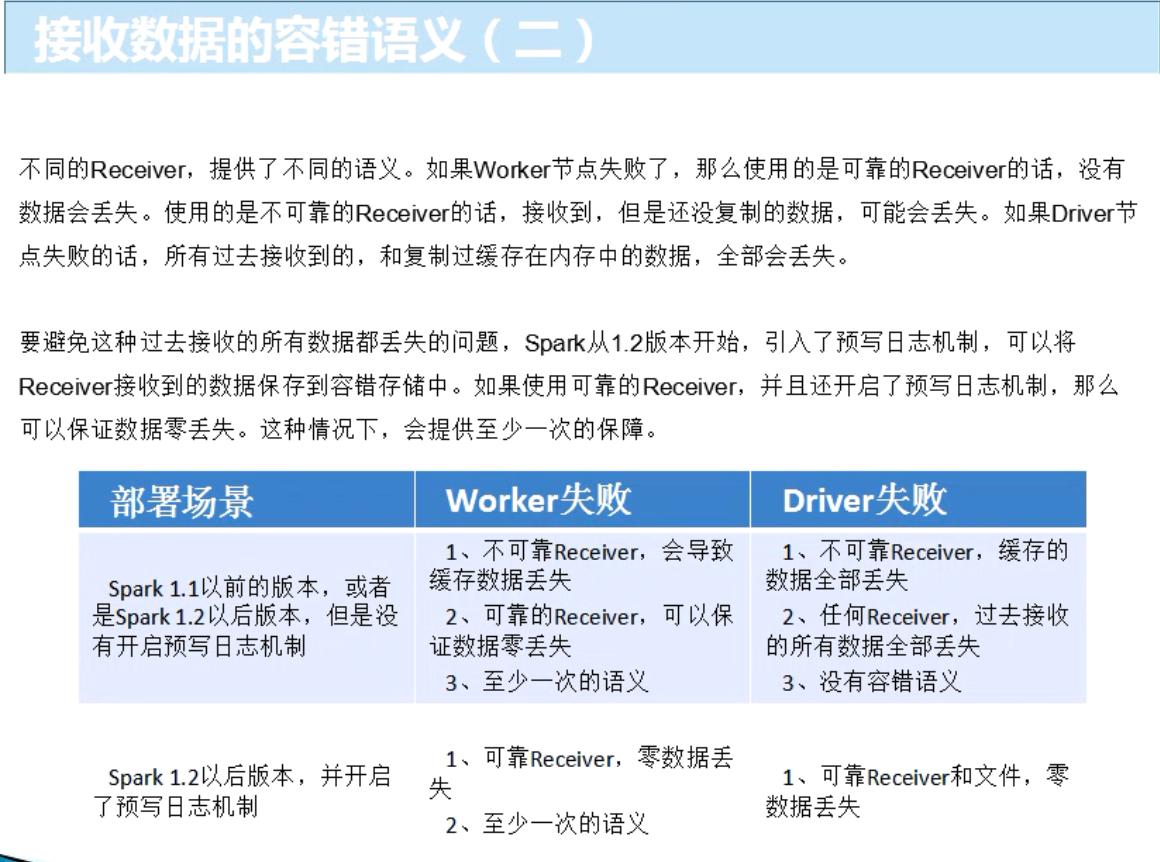 接收数据的容错语义（二）
不同的Receiver，提供了不同的语义。如果Worker节点失败了，那么使用的是可靠的Receiver的话，没有
数据会丢失。使用的是不可靠的Receiver的话，接收到，但是还没复制的数据，可能会丢失。如果Driver节
点失败的话，所有过去接收到的，和复制过缓存在内存中的数据，全部会丢失。
要避免这种过去接收的所有数据都丢失的问题，Spark从1.2版本开始，引入了预写日志机制，可以将
Receiver接收到的数据保存到容错存储中。如果使用可靠的Receiver，并且还开启了预写日志机制，那么
可以保证数据零丢失。这种情况下，会提供至少一次的保障。
部署场景
Worker失败
Driver失败
Spark 1.1以前的版本，或者
是Spark 1.2以后版本，但是没
有开启预写日志机制
1、不可靠Receiver，会导致
缓存数据丢失
2、可靠的Receiver，可以保
证数据零丢失
3、至少一次的语义
1、不可靠Receiver，缓存的
数据全部丢失
2、任何Receiver，过去接收
的所有数据全部丢失
3、没有容错语义
Spark 1.2以后版本，并开启
了预写日志机制
1、可靠Receiver，零数据丢
失
2、至少一次的语义
1、可靠Receiver和文件，零
数据丢失